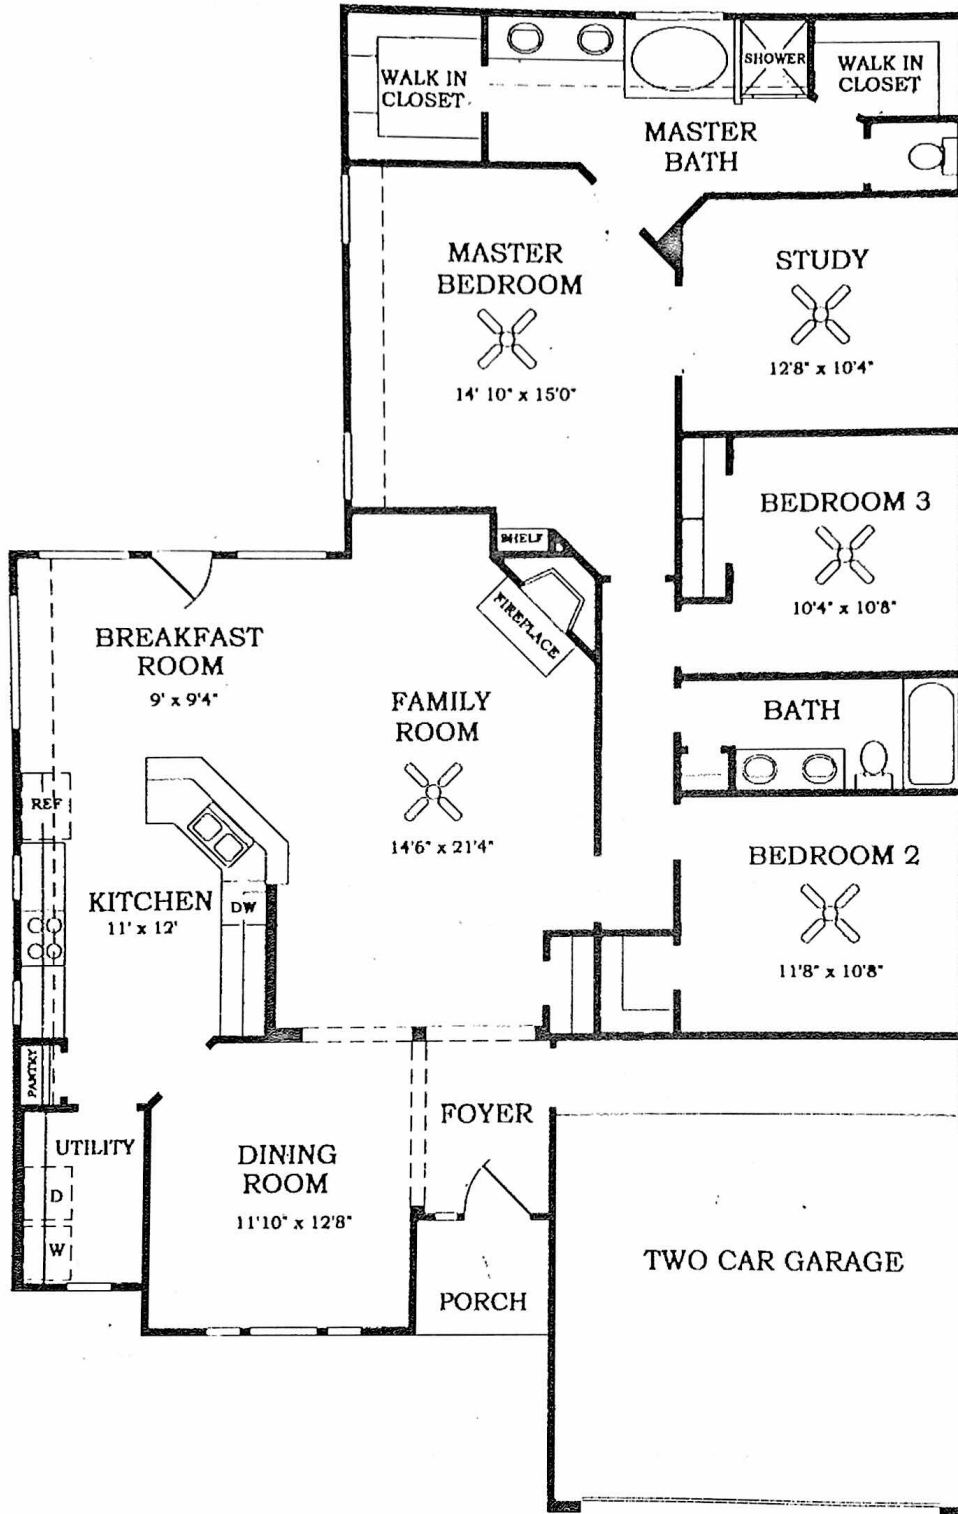 WALK IN
CLOSET
SHOWER
WALK IN
CLOSET
MASTER
BATH
MASTER
BEDROOM
14' 10" x 15'0"
STUDY
12'8" x 10'4"
BEDROOM 3
10'4" x 10'8"
SHELF
FIREPLACE
BREAKFAST
ROOM
9' x 9'4"
FAMILY
ROOM
14'6" x 21'4"
BATH
REF
KITCHEN
11' x 12'
DW
BEDROOM 2
11'8" x 10'8"
PANTRY
UTILITY
D
W
DINING
ROOM
11'10" x 12'8"
FOYER
PORCH
TWO CAR GARAGE